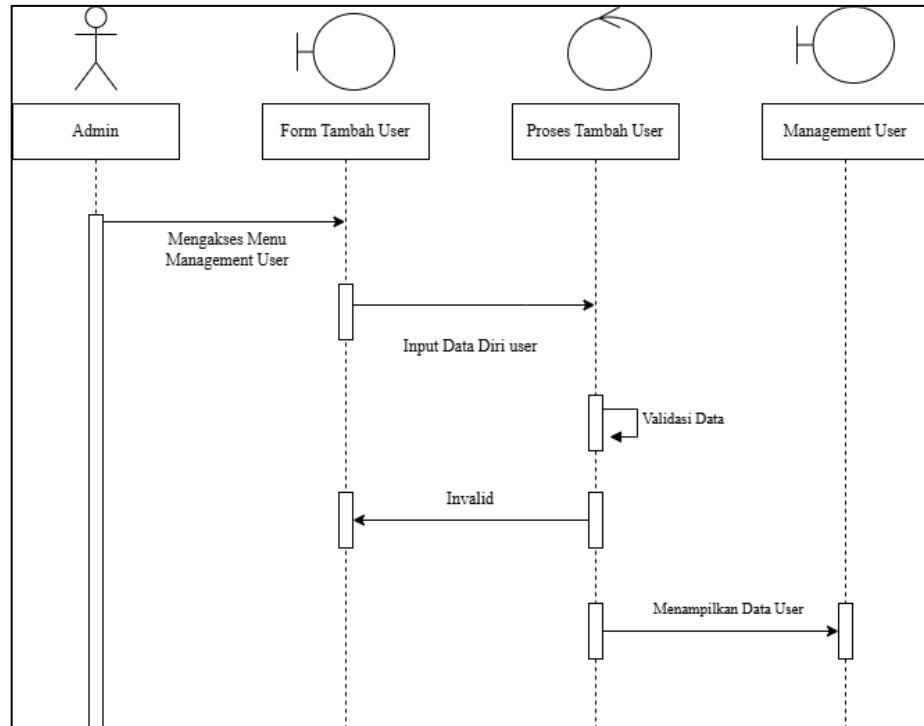 Admin
Form Tambah User
Proses Tambah User
Management User
Mengakses Menu
Management User
Input Data Diri user
Validasi Data
Invalid
Menampilkan Data User